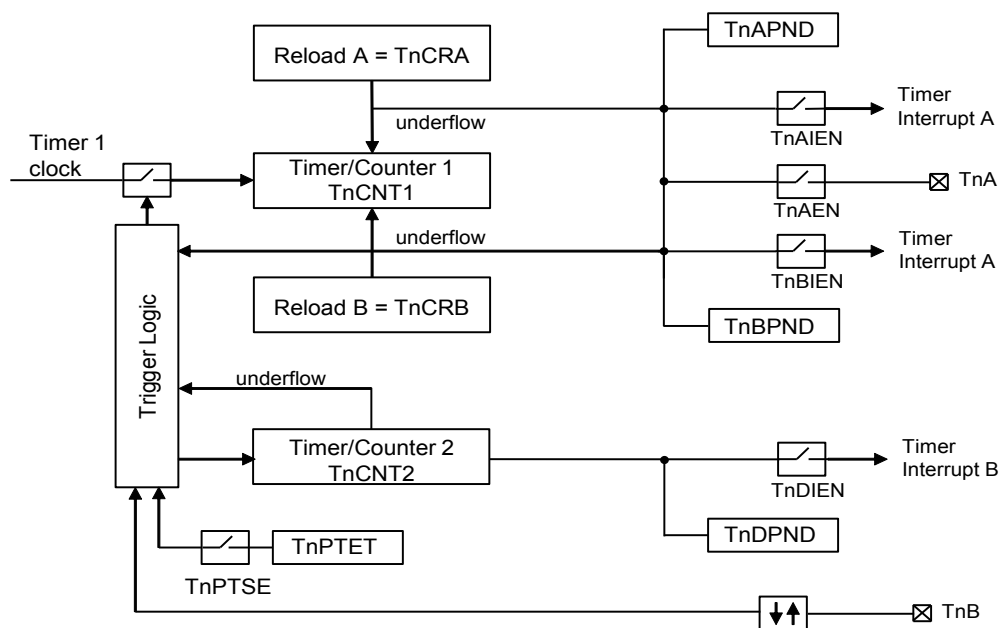 TnAPND
Reload A = TnCRA
Timer
Interrupt A
underflow
TnAIEN
Timer 1
clock
Timer/Counter 1
TnCNT1
TnA
TnAEN
underflow
Timer
Interrupt A
TnBIEN
Reload B = TnCRB
TnBPND
Trigger Logic
underflow
Timer/Counter 2
TnCNT2
Timer
Interrupt B
TnDIEN
TnDPND
TnPTET
TnPTSE
TnB